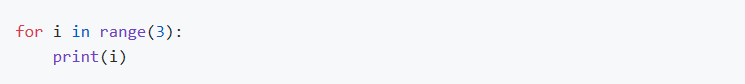 for i in range(3):
    print(i)